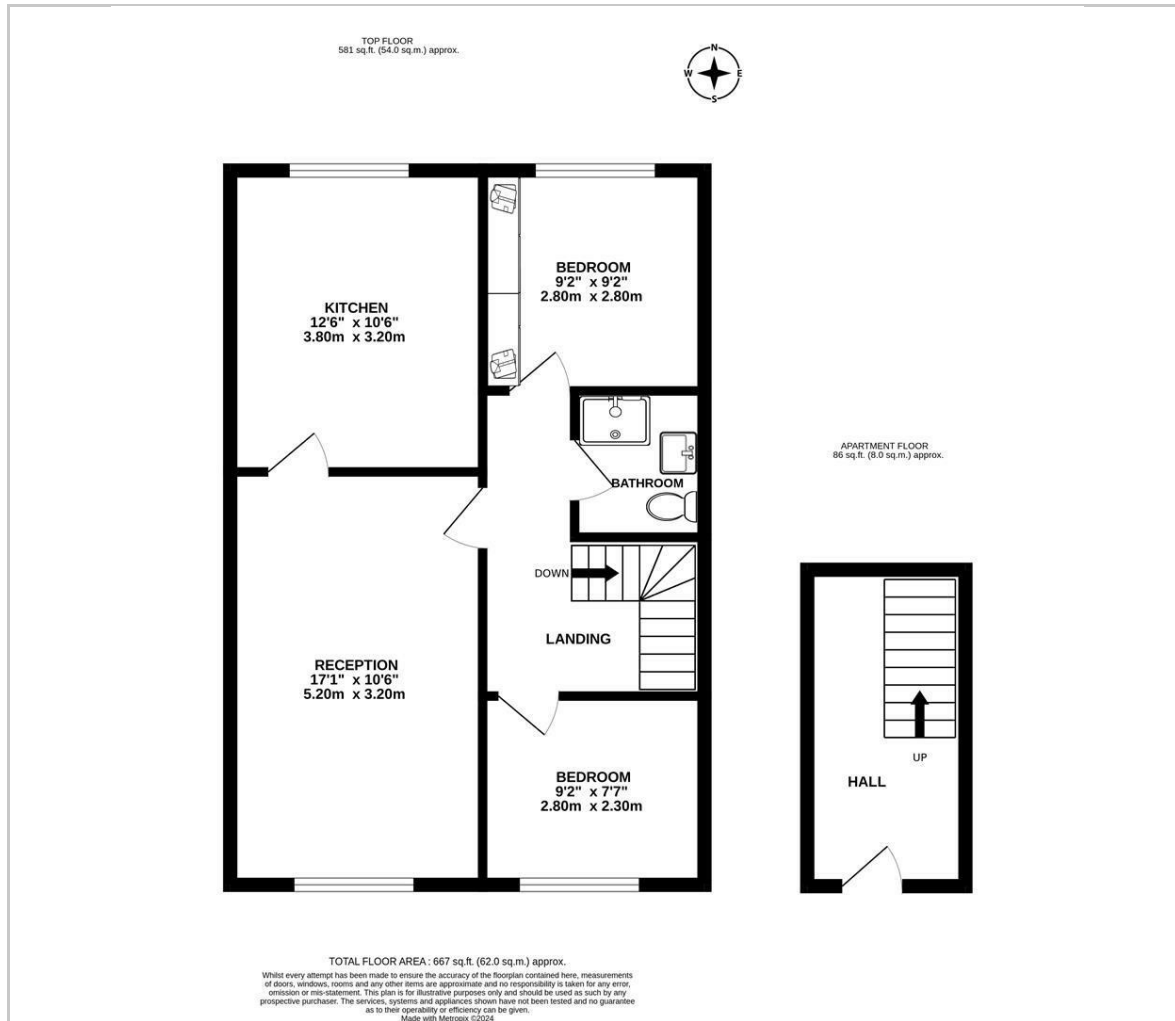 TOP FLOOR
581 sq.ft. (54.0 sq.m.) approx.
N
W E
S
BEDROOM
9'2" x 9'2"
2.80m x 2.80m
KITCHEN
12'6" x 10'6"
3.80m x 3.20m
APARTMENT FLOOR
86 sq.ft. (8.0 sq.m.) approx.
BATHROOM
DOWN
LANDING
RECEPTION
17'1" x 10'6"
5.20m x 3.20m
UP
HALL
BEDROOM
9'2" x 7'7"
2.80m x 2.30m
TOTAL FLOOR AREA : 667 sq.ft. (62.0 sq.m.) approx.
Whilst every attempt has been made to ensure the accuracy of the floorplan contained here, measurements
of doors, windows, rooms and any other items are approximate and no responsibility is taken for any error,
omission or mis-statement. This plan is for illustrative purposes only and should be used as such by any
prospective purchaser. The services, systems and appliances shown have not been tested and no guarantee
as to their operability or efficiency can be given.
Made with Metropix ©2024